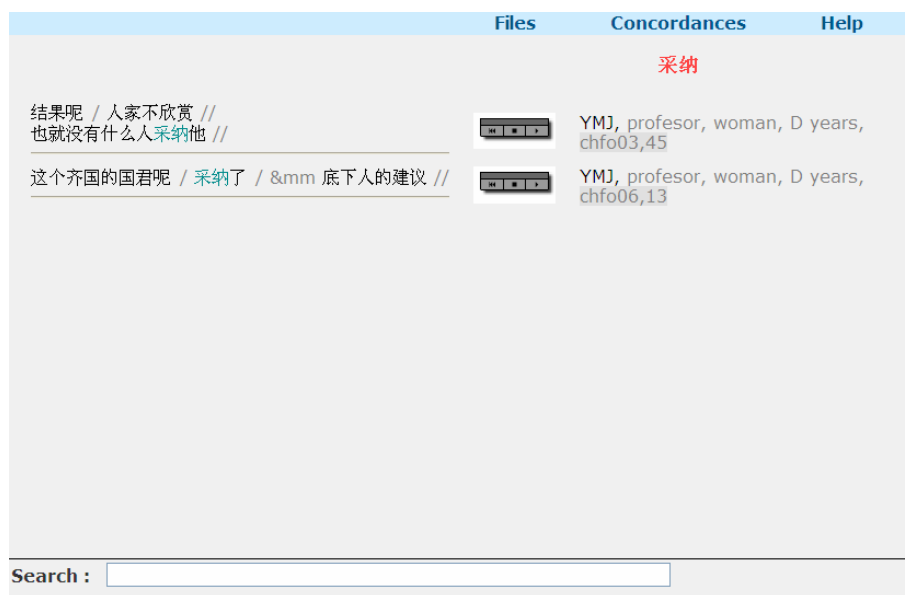 Files Concordances Help
采纳
结果呢 / 人家不欣赏 //
也就没有什么人采纳他 //
YMJ, profesor, woman, D years,
chfo03,45
这个齐国的国君呢 / 采纳了 / &mm 底下人的建议 //
YMJ, profesor, woman, D years,
chfo06,13
Search :